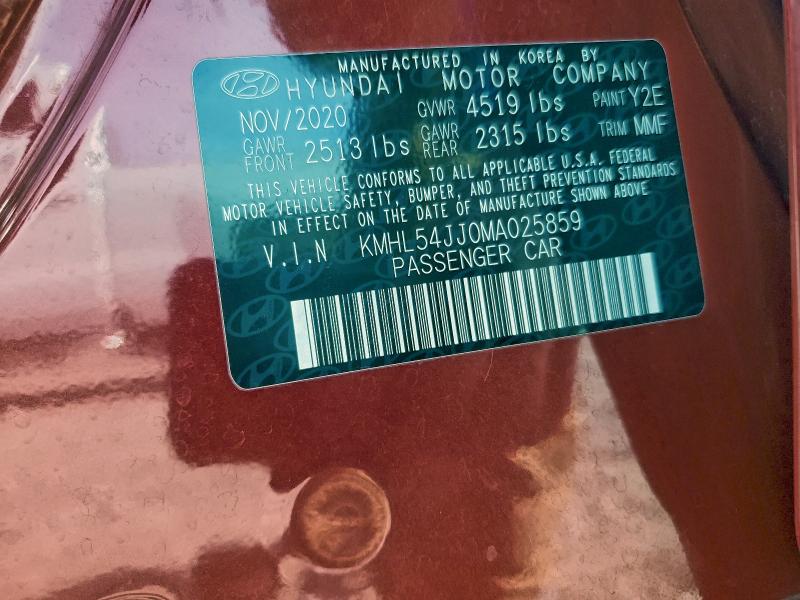 MANUFACTURED IN KOREA BY
HYUNDAI MOTOR COMPANY
NOV/2020 GVWR 4519 lbs PAINT Y2E
GAWR FRONT 2513 lbs GAWR REAR 2315 lbs TRIM MMF
THIS VEHICLE CONFORMS TO ALL APPLICABLE U.S.A. FEDERAL
MOTOR VEHICLE SAFETY, BUMPER, AND THEFT PREVENTION STANDARDS
IN EFFECT ON THE DATE OF MANUFACTURE SHOWN ABOVE
V.I.N KMHL54JJ0MA025859
PASSENGER CAR